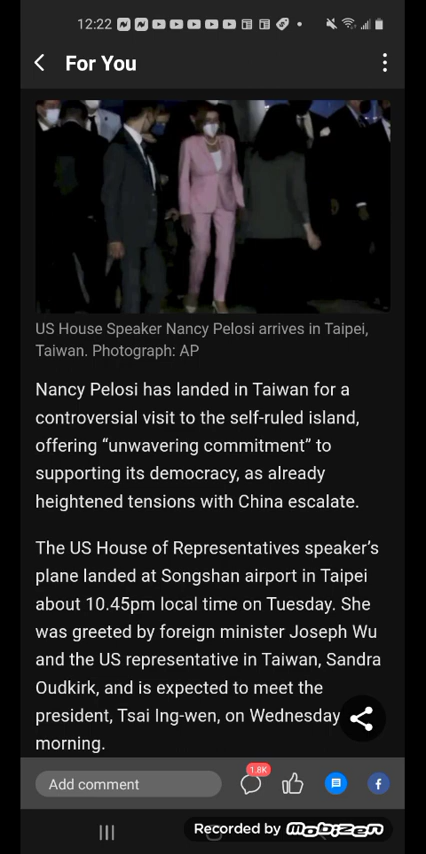 12:22
For You
US House Speaker Nancy Pelosi arrives in Taipei,
Taiwan. Photograph: AP
Nancy Pelosi has landed in Taiwan for a
controversial visit to the self-ruled island,
offering “unwavering commitment” to
supporting its democracy, as already
heightened tensions with China escalate.
The US House of Representatives speaker’s
plane landed at Songshan airport in Taipei
about 10.45pm local time on Tuesday. She
was greeted by foreign minister Joseph Wu
and the US representative in Taiwan, Sandra
Oudkirk, and is expected to meet the
president, Tsai Ing-wen, on Wednesday
morning.
Add comment
1.8K
Recorded by Mobizen